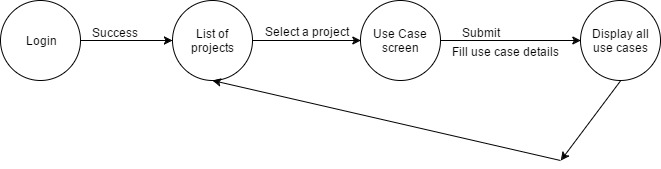 Login
Success
List of
projects
Select a project
Use Case
screen
Submit
Fill use case details
Display all
use cases